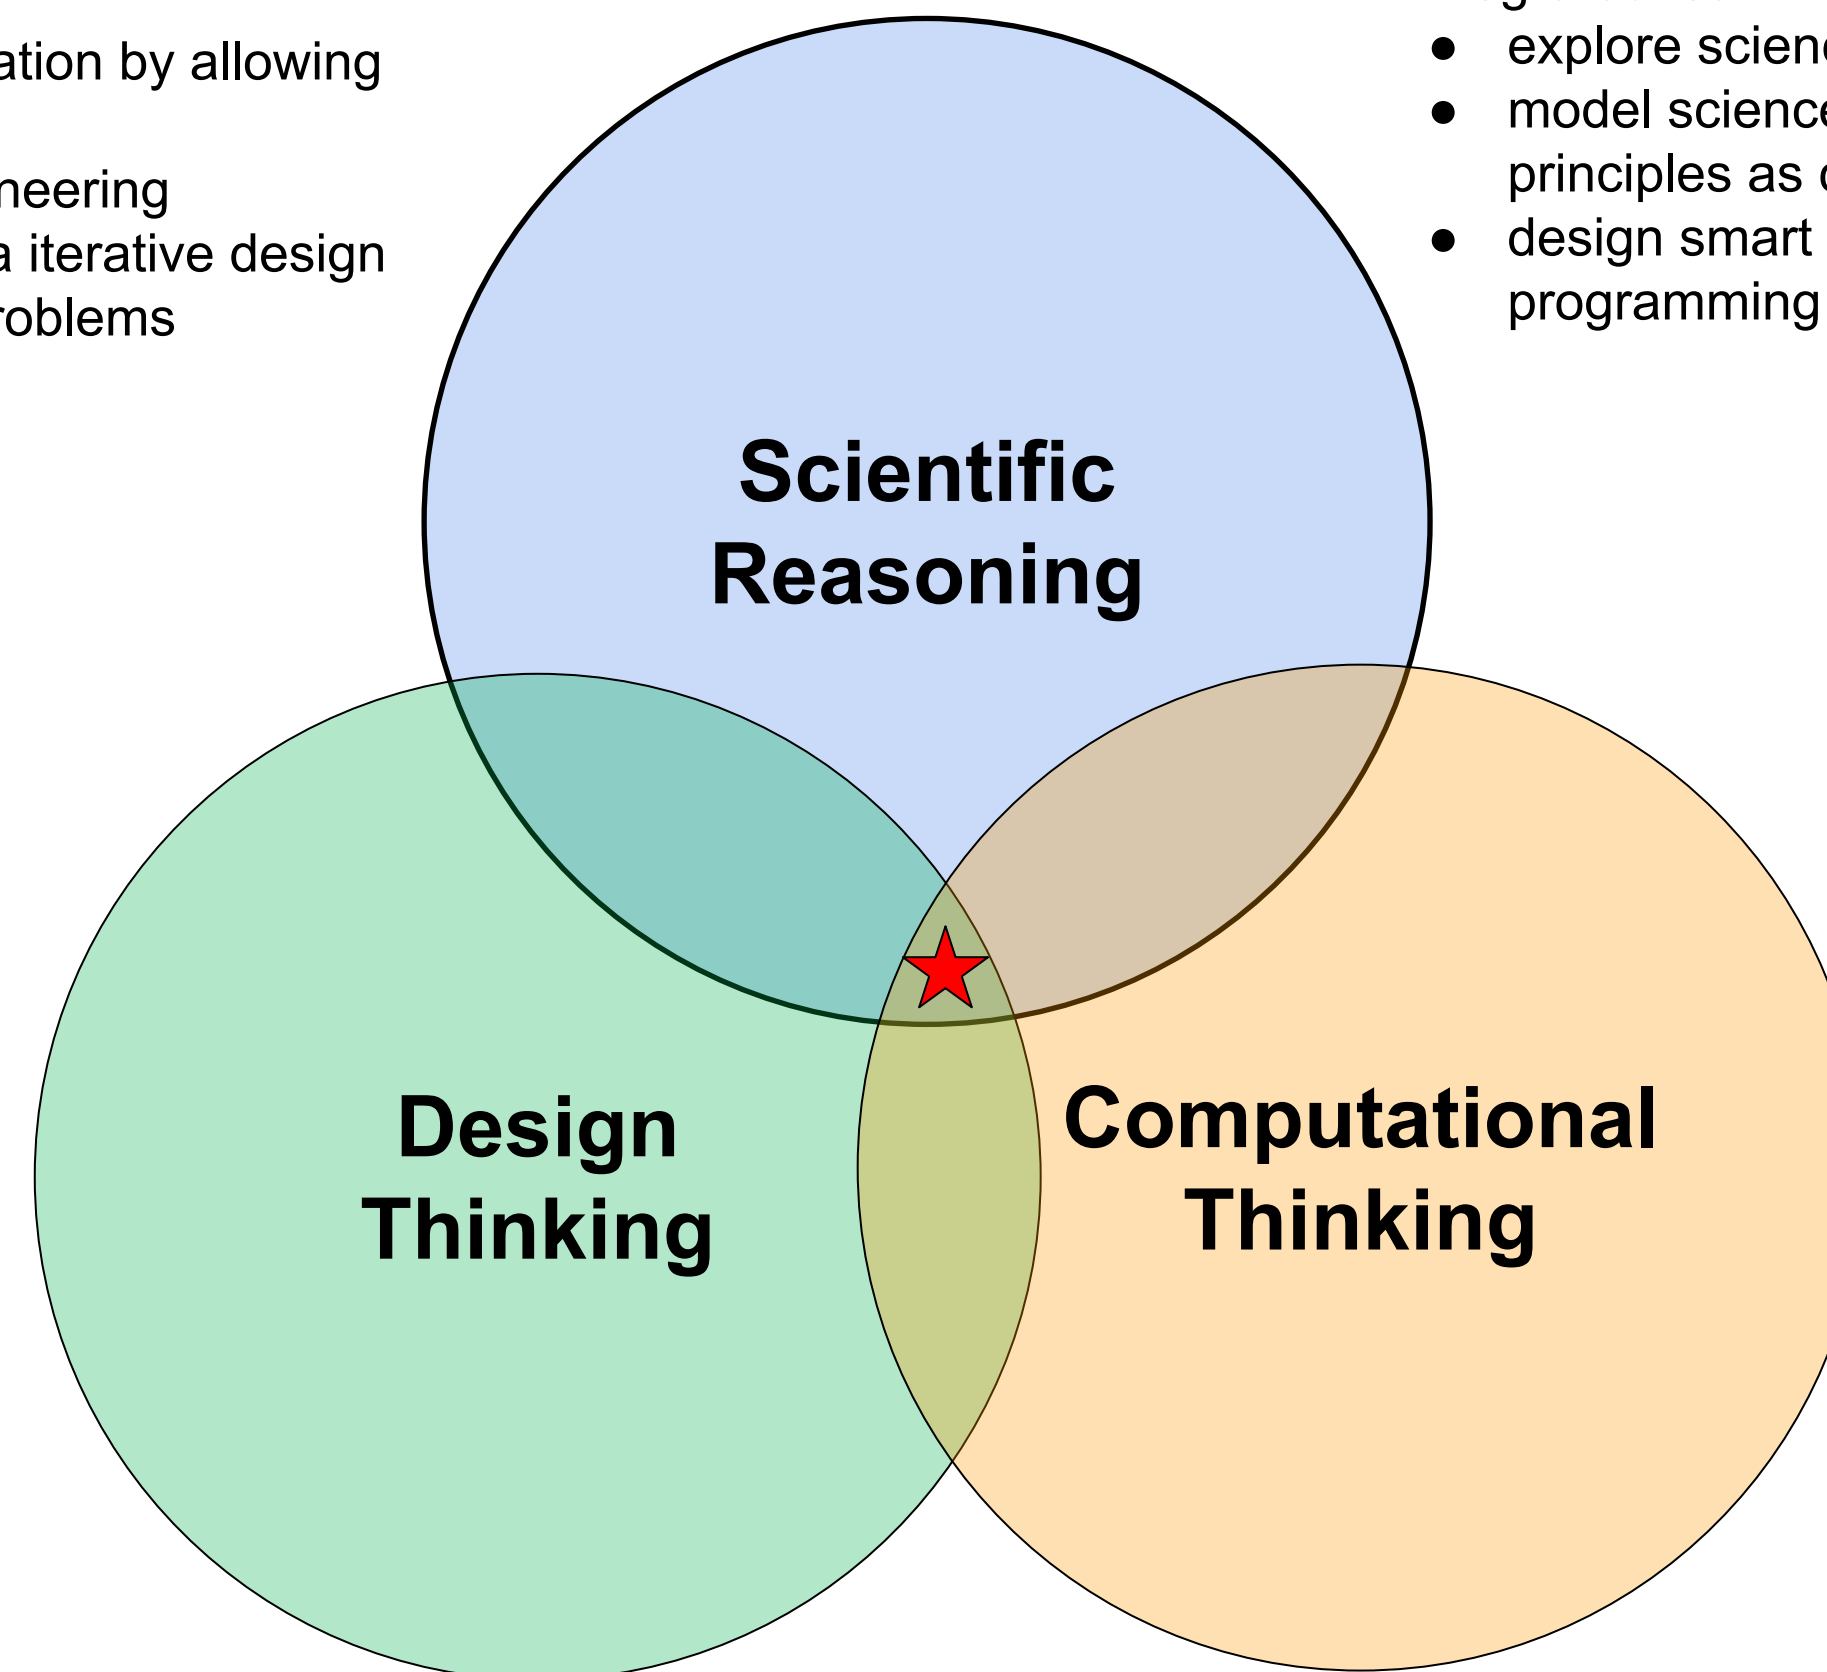 ation by allowing
neering
a iterative design
roblems
explore scien
● model science
principles as
● design smart
programming
Scientific
Reasoning
Design
Thinking
Computational
Thinking